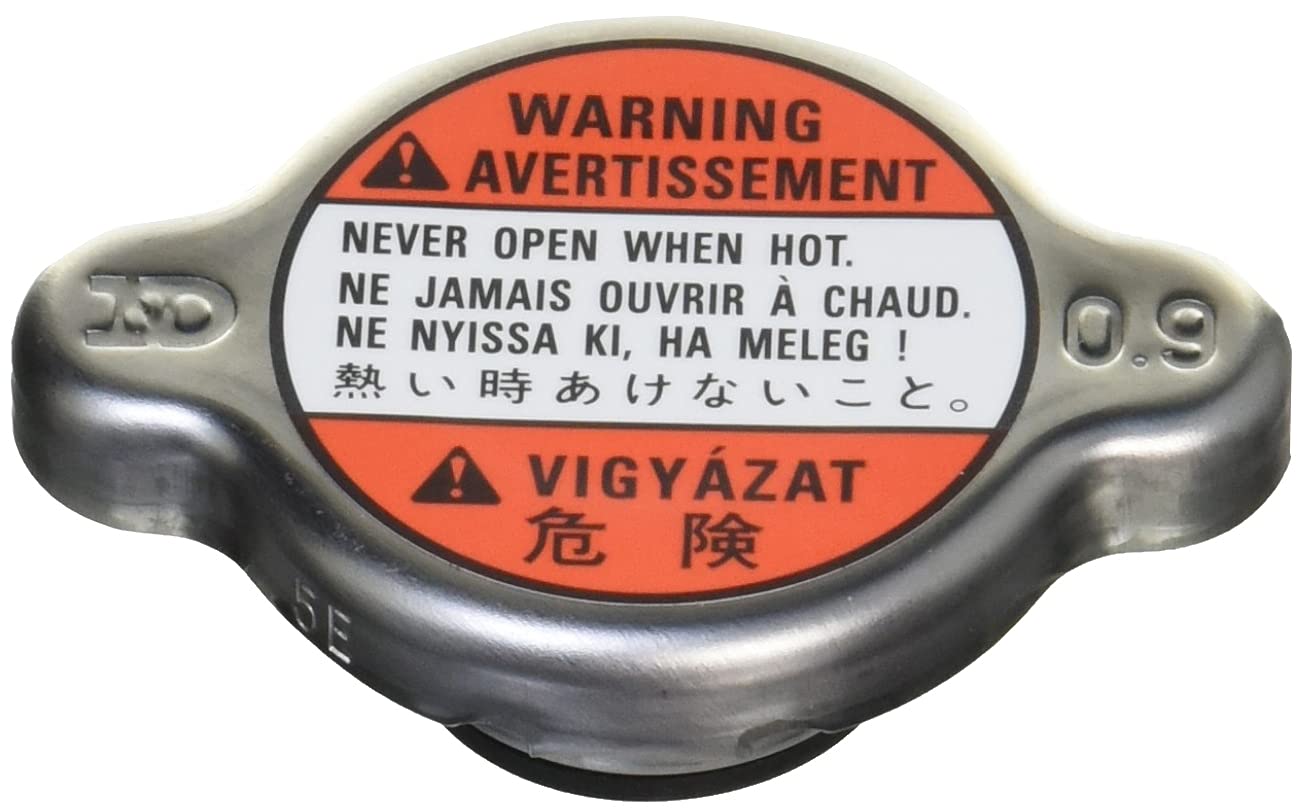 WARNING
AVERTISSEMENT
NEVER OPEN WHEN HOT.
NE JAMAIS OUVRIR À CHAUD.
NE NYISSA KI, HA MELEG !
熱い時あけないこと。
VIGYÁZAT
危険
0.9
5E